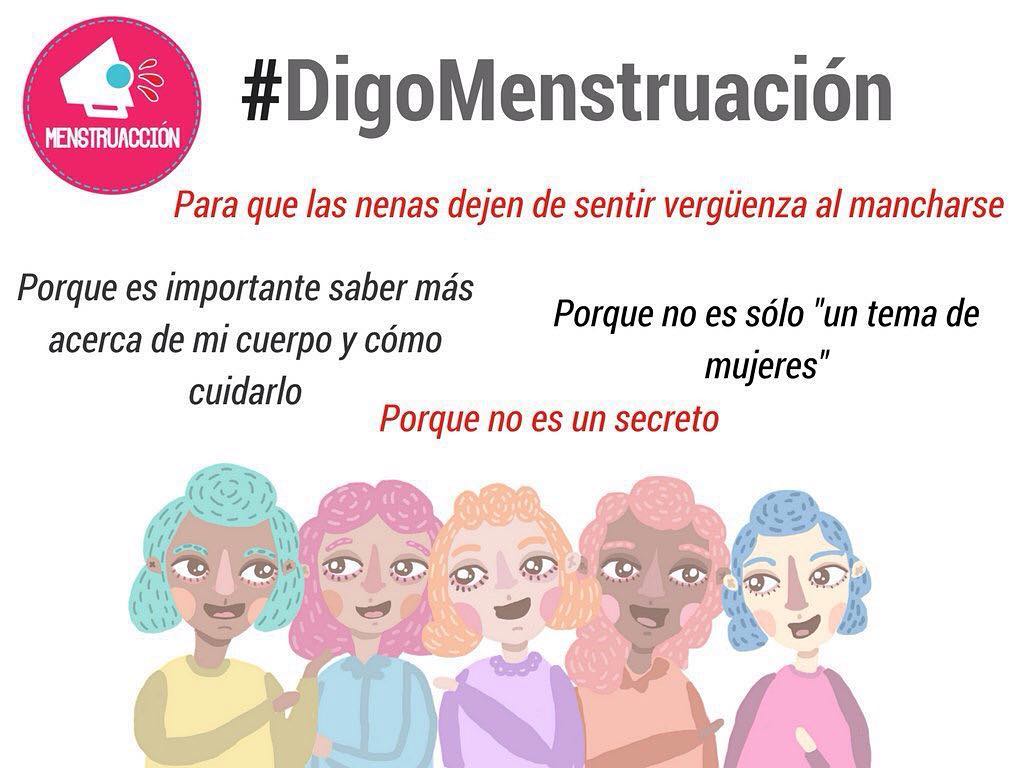 MENSTRUACCIÓN
#DigoMenstruación
Para que las nenas dejen de sentir vergüenza al mancharse
Porque es importante saber más
acerca de mi cuerpo y cómo
cuidarlo
Porque no es sólo "un tema de
mujeres"
Porque no es un secreto